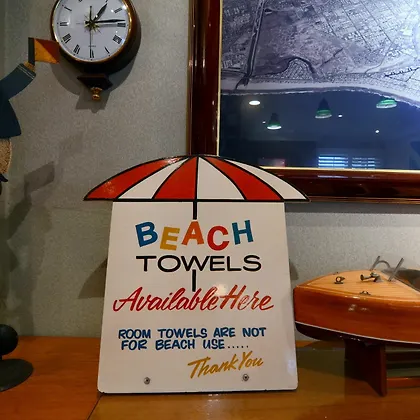 BEACH
TOWELS
Available Here
ROOM TOWELS ARE NOT
FOR BEACH USE.....
Thank You